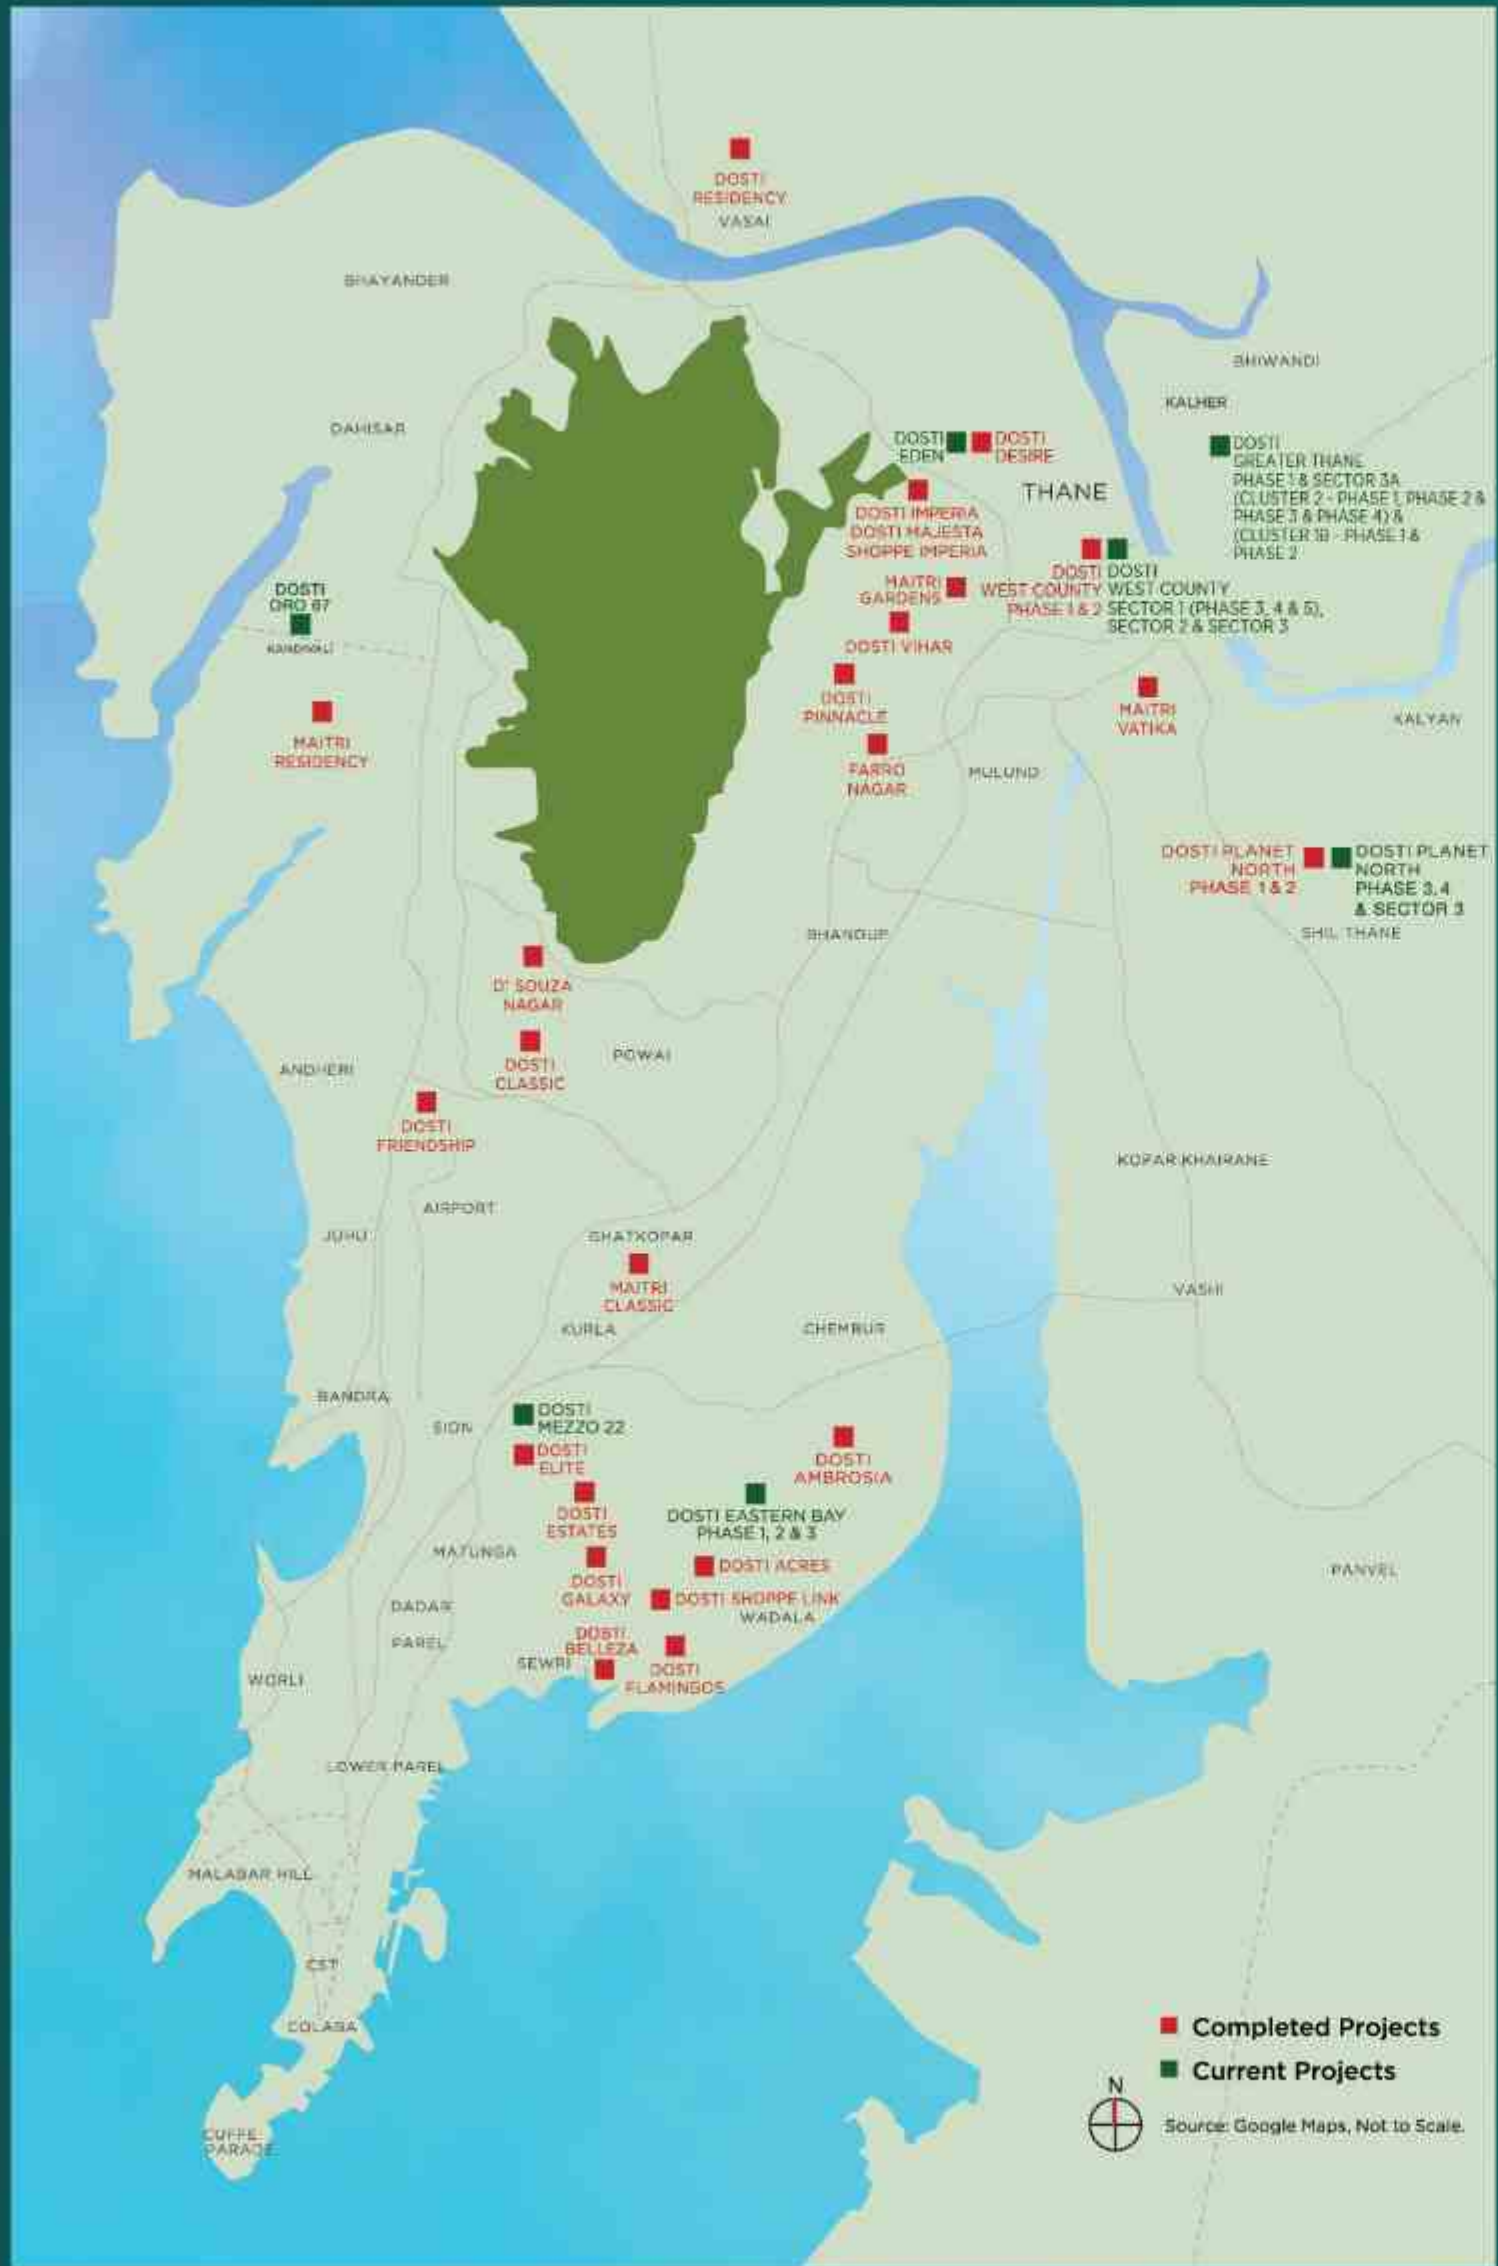 DOSTI
RESIDENCY
VASAI
BHAYANDER
BHIWANDI
KALHER
DAHISAR
DOSTI
EDEN
DOSTI
DESIRE
DOSTI
GREATER THANE
PHASE 1 & SECTOR 3A
(CLUSTER 2 - PHASE 1, PHASE 2 &
PHASE 3 & PHASE 4) &
(CLUSTER 1B - PHASE 1 &
PHASE 2
THANE
DOSTI IMPERIA
DOSTI MAJESTA
SHOPPE IMPERIA
DOSTI
WEST COUNTY
PHASE 1 & 2
DOSTI
WEST COUNTY
SECTOR 1 (PHASE 3, 4 & 5),
SECTOR 2 & SECTOR 3
MAITRI
GARDENS
DOSTI
ORO 67
KANDIVALI
DOSTI VIHAR
DOSTI
PINNACLE
MAITRI
VATIKA
KALYAN
MAITRI
RESIDENCY
FARRO
NAGAR
MULUND
DOSTI PLANET
NORTH
PHASE 1 & 2
DOSTI PLANET
NORTH
PHASE 3, 4
& SECTOR 3
SHIL THANE
BHANDUP
D' SOUZA
NAGAR
DOSTI
CLASSIC
POWAI
ANDHERI
DOSTI
FRIENDSHIP
KOPAR KHAIRANE
AIRPORT
JUHU
GHATKOPAR
MAITRI
CLASSIC
VASHI
KURLA
CHEMBUR
BANDRA
SION
DOSTI
MEZZO 22
DOSTI
ELITE
DOSTI
AMBROSIA
DOSTI
ESTATES
DOSTI EASTERN BAY
PHASE 1, 2 & 3
MATUNGA
DOSTI ACRES
PANVEL
DOSTI
GALAXY
DOSTI SHOPPE LINK
WADALA
DADAR
PAREL
DOSTI
BELLEZA
SEWRI
DOSTI
FLAMINGOS
WORLI
LOWER PAREL
MALABAR HILL
CST
COLABA
CUFFE
PARADE
Completed Projects
Current Projects
N
Source: Google Maps, Not to Scale.